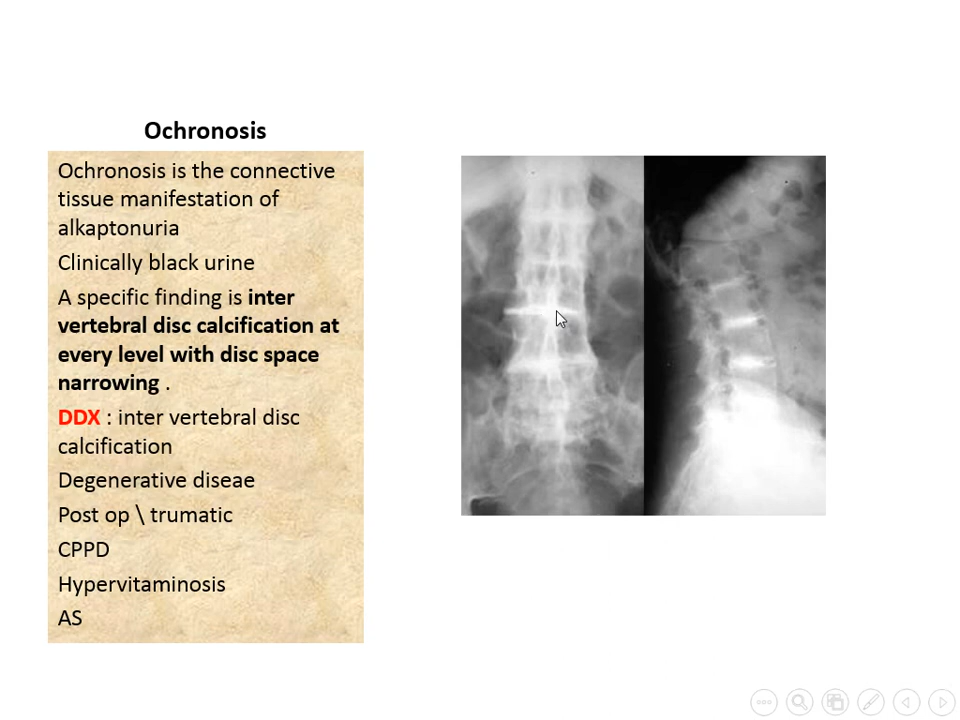 Ochronosis
Ochronosis is the connective
tissue manifestation of
alkaptonuria
Clinically black urine
A specific finding is inter
vertebral disc calcification at
every level with disc space
narrowing .
DDX : inter vertebral disc
calcification
Degenerative diseae
Post op \ trumatic
CPPD
Hypervitaminosis
AS